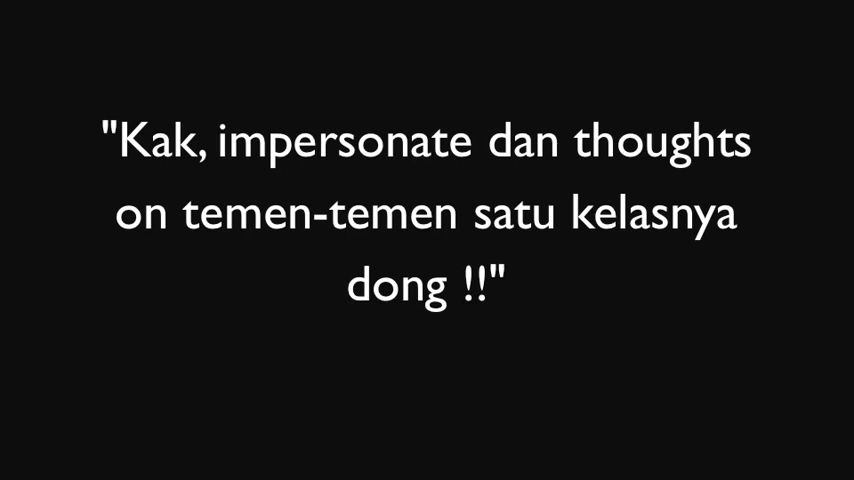 "Kak, impersonate dan thoughts
on temen-temen satu kelasnya
dong !!"